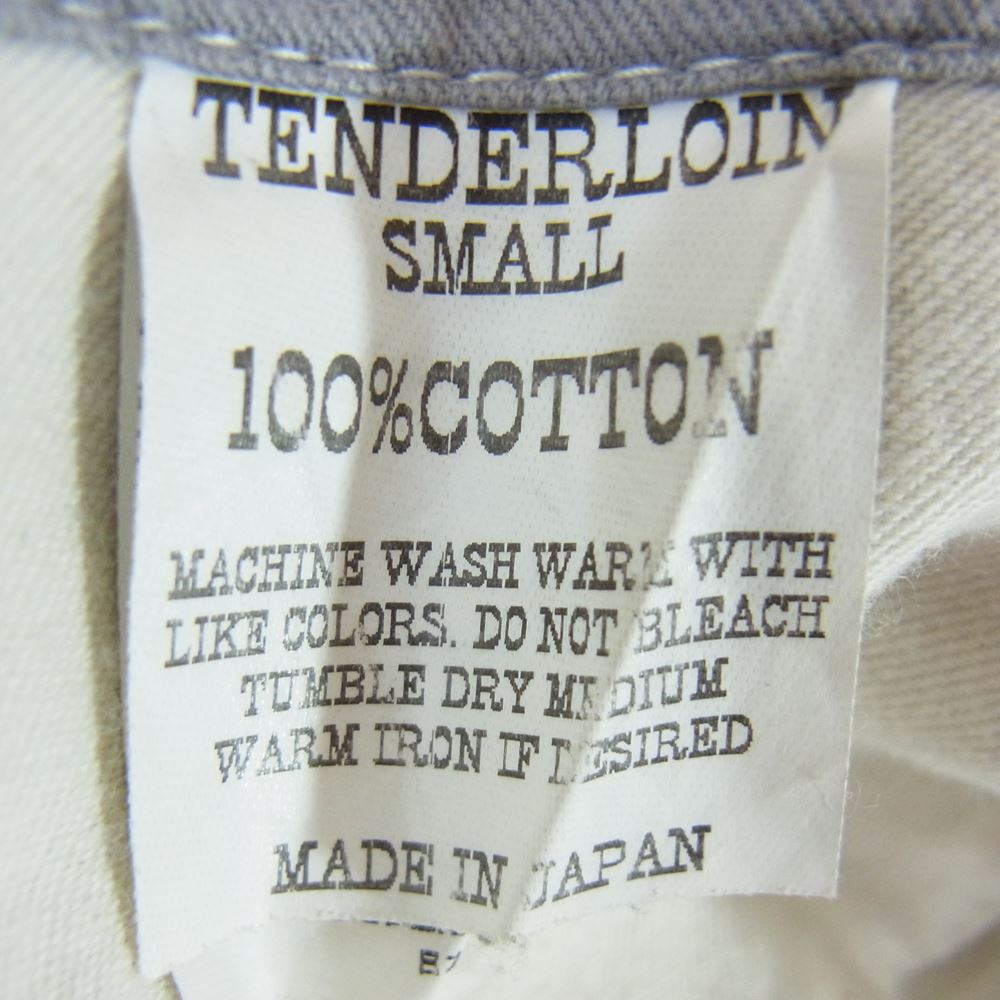 TENDERLOIN
SMALL
100%COTTON
MACHINE WASH WARM WITH
LIKE COLORS. DO NOT BLEACH
TUMBLE DRY MEDIUM
WARM IRON IF DESIRED
MADE IN JAPAN